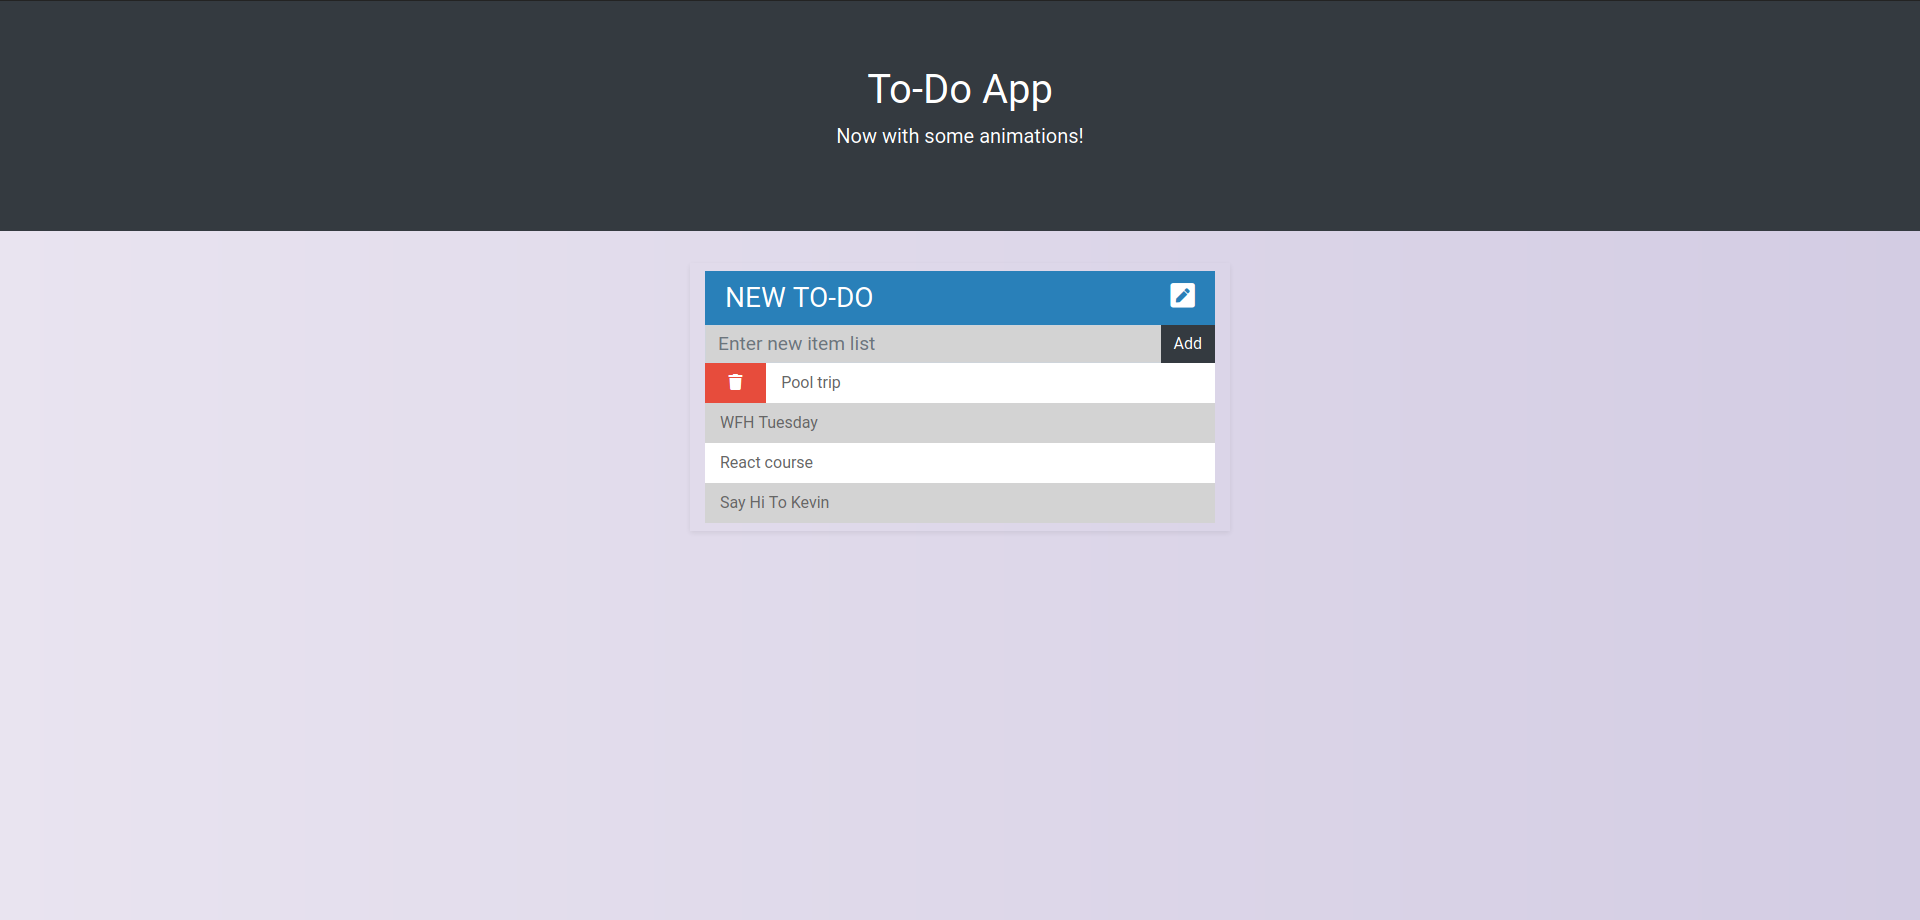 To-Do App
Now with some animations!
NEW TO-DO
Enter new item list
Add
Pool trip
WFH Tuesday
React course
Say Hi To Kevin